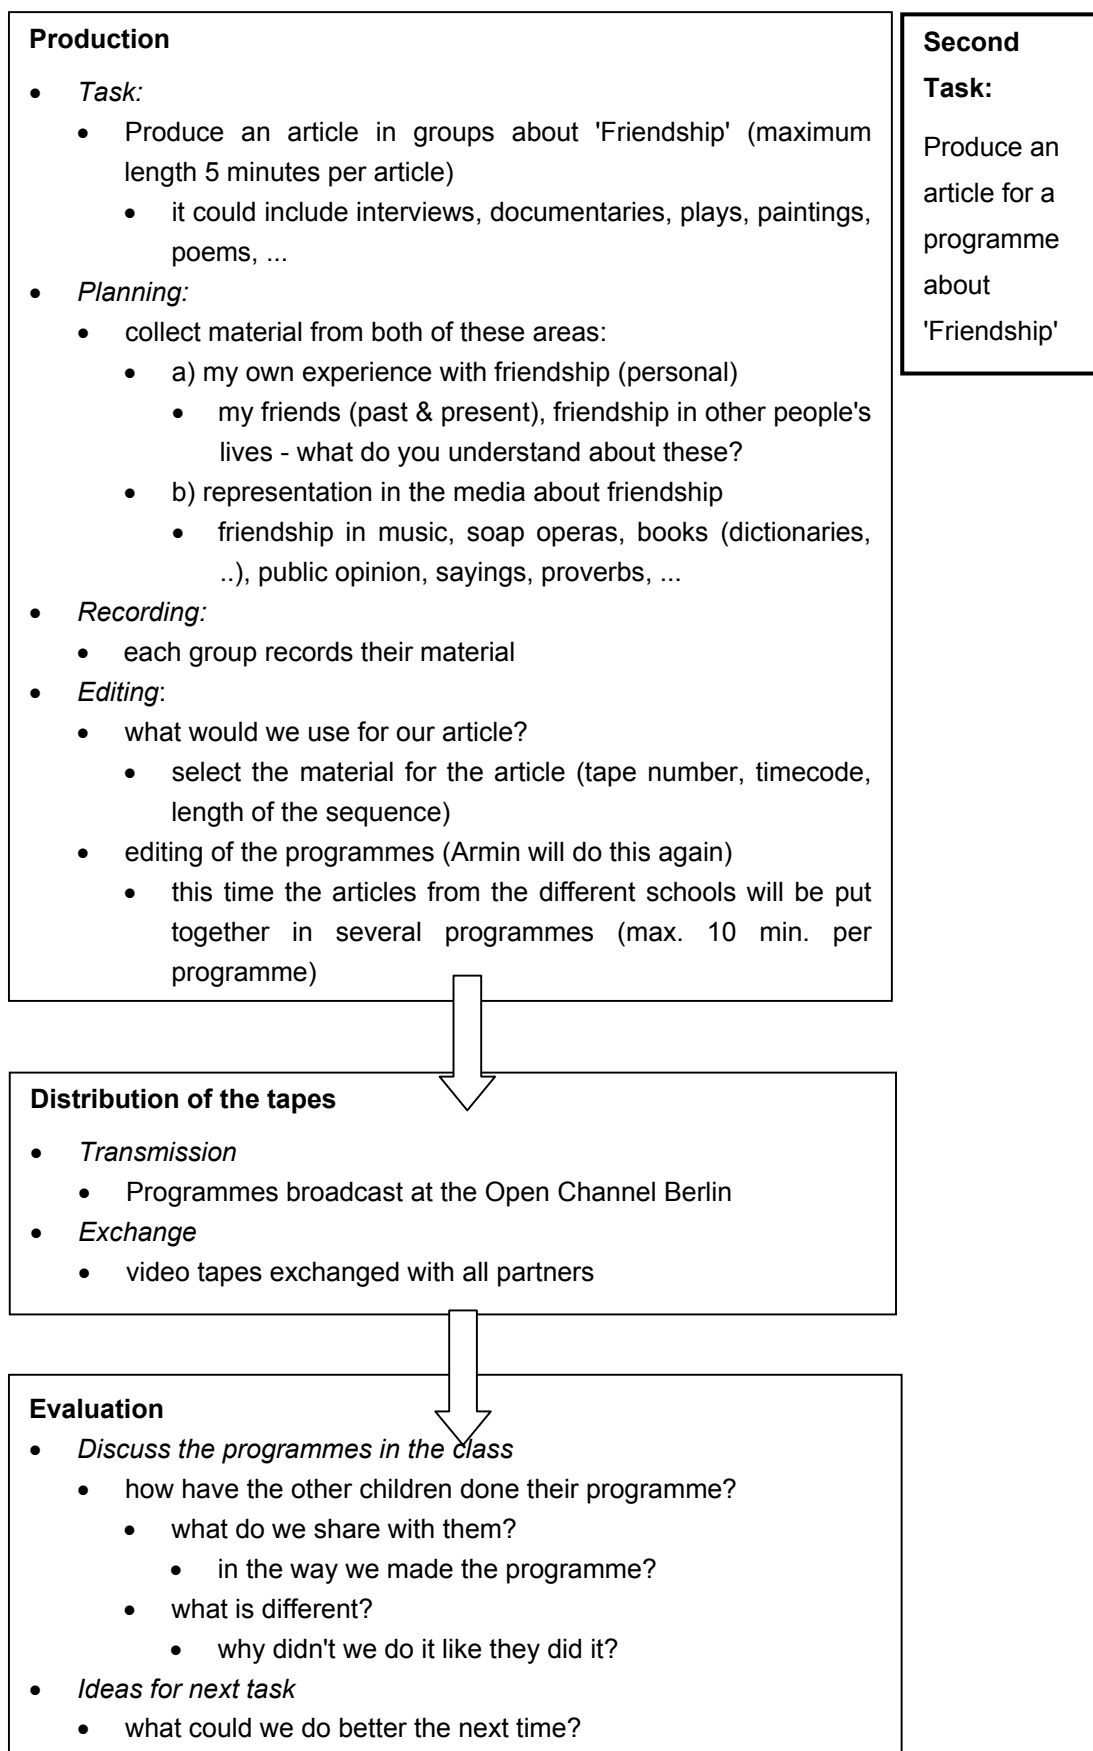 Production
• Task:
• Produce an article in groups about 'Friendship' (maximum
length 5 minutes per article)
• it could include interviews, documentaries, plays, paintings,
poems, ...
• Planning:
• collect material from both of these areas:
• a) my own experience with friendship (personal)
• my friends (past & present), friendship in other people's
lives - what do you understand about these?
• b) representation in the media about friendship
• friendship in music, soap operas, books (dictionaries,
..), public opinion, sayings, proverbs, ...
• Recording:
• each group records their material
• Editing:
• what would we use for our article?
• select the material for the article (tape number, timecode,
length of the sequence)
• editing of the programmes (Armin will do this again)
• this time the articles from the different schools will be put
together in several programmes (max. 10 min. per
programme)
Second
Task:
Produce an
article for a
programme
about
'Friendship'
Distribution of the tapes
• Transmission
• Programmes broadcast at the Open Channel Berlin
• Exchange
• video tapes exchanged with all partners
Evaluation
• Discuss the programmes in the class
• how have the other children done their programme?
• what do we share with them?
• in the way we made the programme?
• what is different?
• why didn't we do it like they did it?
• Ideas for next task
• what could we do better the next time?